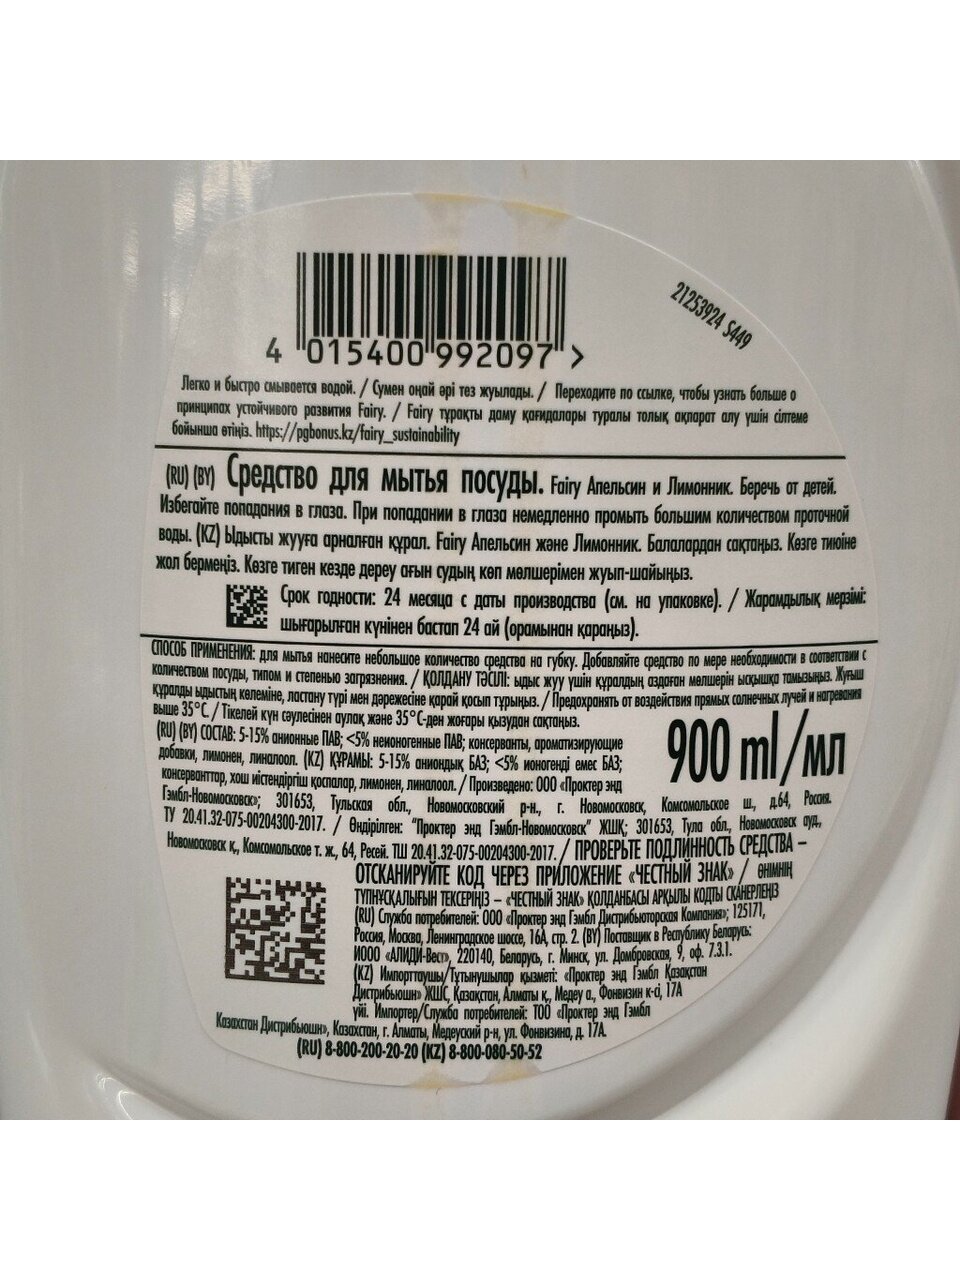 4 015400 992097 >
21253924 S449
Легко и быстро смывается водой. / Сумен оңай әрі тез жуылады. / Переходите по ссылке, чтобы узнать больше о
принципах устойчивого развития Fairy. / Fairy тұрақты даму қағидалары туралы толық ақпарат алу үшін сілтеме
бойынша өтіңіз. https://pgbonus.kz/fairy_sustainability
(RU) (BY) Средство для мытья посуды. Fairy Апельсин и Лимонник. Беречь от детей.
Избегайте попадания в глаза. При попадании в глаза немедленно промыть большим количеством проточной
воды. (KZ) Ыдысты жууға арналған құрал. Fairy Апельсин және Лимонник. Балалардан сақтаңыз. Көзге тиюіне
жол бермеңіз. Көзге тиген кезде дереу ағын судың көп мөлшерімен жуып-шайыңыз.
Срок годности: 24 месяца с даты производства (см. на упаковке). / Жарамдылық мерзімі:
шығарылған күнінен бастап 24 ай (орамынан қараңыз).
СПОСОБ ПРИМЕНЕНИЯ: для мытья нанесите небольшое количество средства на губку. Добавляйте средство по мере необходимости в соответствии с
количеством посуды, типом и степенью загрязнения. / ҚОЛДАНУ ТӘСІЛІ: ыдыс жуу үшін құралдың аздаған мөлшерін ысқышқа тамызыңыз. Жуғыш
құралды ыдыстың көлеміне, ластану түрі мен дәрежесіне қарай қосып тұрыңыз. / Предохранять от воздействия прямых солнечных лучей и нагревания
выше 35°С. / Тікелей күн сәулесінен аулақ және 35°С-ден жоғары қызудан сақтаңыз.
(RU) (BY) СОСТАВ: 5-15% анионные ПАВ; <5% неионогенные ПАВ; консерванты, ароматизирующие
добавки, лимонен, линалоол. (KZ) ҚҰРАМЫ: 5-15% аниондық БАЗ; <5% ионогенді емес БАЗ;
консерванттар, хош иістендіргіш қоспалар, лимонен, линалоол. / Произведено: ООО «Проктер энд
900 ml/мл
Гэмбл-Новомосковск»; 301653, Тульская обл., Новомосковский р-н., г. Новомосковск, Комсомольское ш., д.64, Россия.
ТУ 20.41.32-075-00204300-2017. / Өндірілген: "Проктер энд Гэмбл-Новомосковск" ЖШҚ; 301653, Тула обл., Новомосковск ауд.,
Новомосковск қ., Комсомольское т. ж., 64, Ресей. ТШ 20.41.32-075-00204300-2017. / ПРОВЕРЬТЕ ПОДЛИННОСТЬ СРЕДСТВА –
ОТСКАНИРУЙТЕ КОД ЧЕРЕЗ ПРИЛОЖЕНИЕ «ЧЕСТНЫЙ ЗНАК» / ӨНІМНІҢ
ТҮПНҰСҚАЛЫҒЫН ТЕКСЕРІҢІЗ – «ЧЕСТНЫЙ ЗНАК» ҚОЛДАНБАСЫ АРҚЫЛЫ КОДТЫ СКАНЕРЛЕҢІЗ
(RU) Служба потребителей: ООО «Проктер энд Гэмбл Дистрибьюторская Компания»; 125171,
Россия, Москва, Ленинградское шоссе, 16А, стр. 2. (BY) Поставщик в Республику Беларусь:
ИООО «АЛИДИ-Вест», 220140, Беларусь, г. Минск, ул. Домбровская, 9, оф. 7.3.1.
(KZ) Импорттаушы/Тұтынушылар қызметі: «Проктер энд Гэмбл Қазақстан
Дистрибьюшн» ЖШС, Қазақстан, Алматы қ., Медеу а., Фонвизин к-сі, 17А
үйі. Импортер/Служба потребителей: ТОО «Проктер энд Гэмбл
Казахстан Дистрибьюшн», Казахстан, г. Алматы, Медеуский р-н, ул. Фонвизина, д. 17А.
(RU) 8-800-200-20-20 (KZ) 8-800-080-50-52